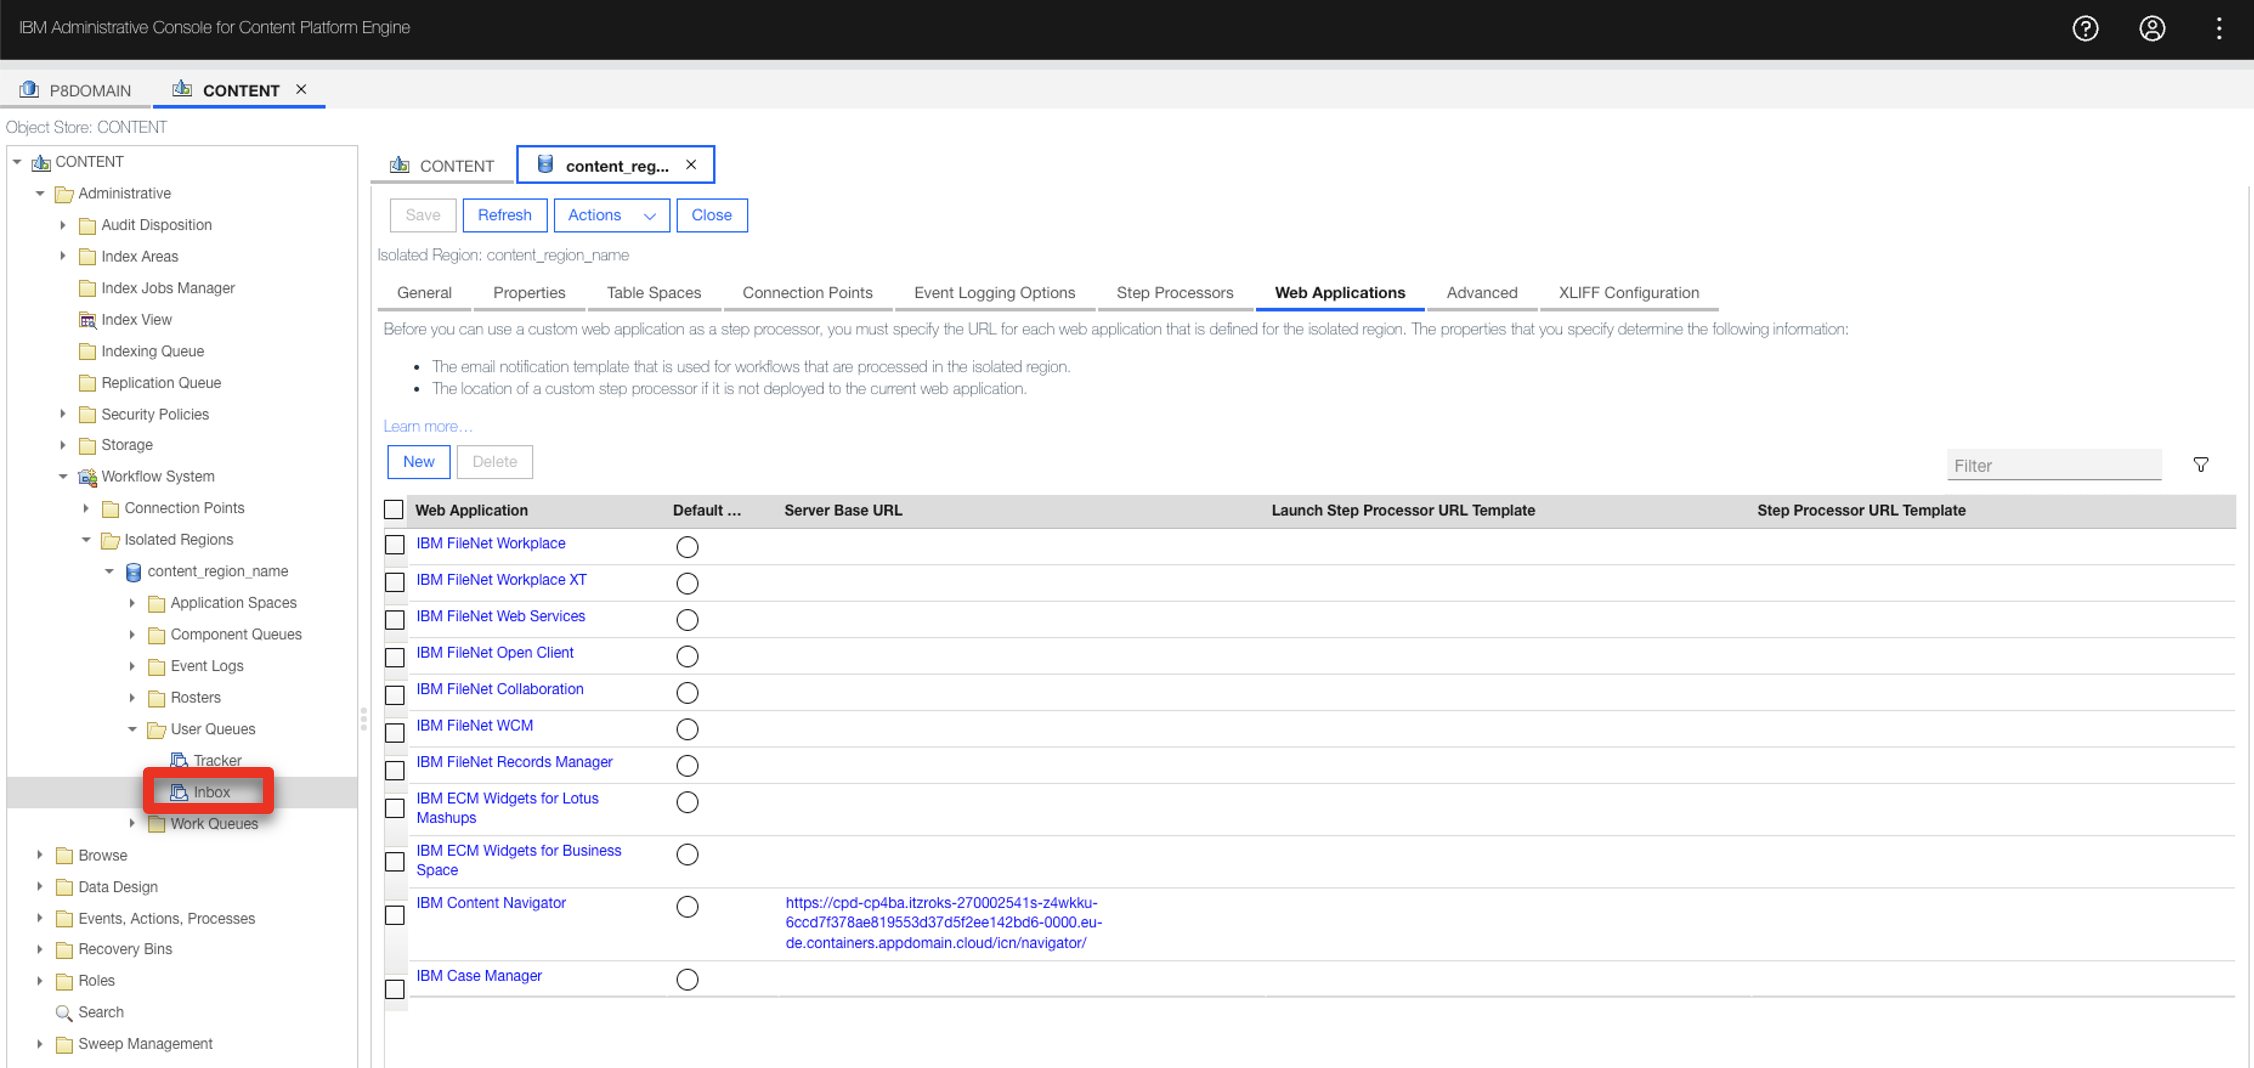 IBM Administrative Console for Content Platform Engine
P8DOMAIN
CONTENT
Object Store: CONTENT
CONTENT
Administrative
Audit Disposition
Index Areas
Index Jobs Manager
Index View
Indexing Queue
Replication Queue
Security Policies
Storage
Workflow System
Connection Points
Isolated Regions
content_region_name
Application Spaces
Component Queues
Event Logs
Rosters
User Queues
Tracker
Inbox
Work Queues
Browse
Data Design
Events, Actions, Processes
Recovery Bins
Roles
Search
Sweep Management
CONTENT
content_reg...
Save
Refresh
Actions
Close
Isolated Region: content_region_name
General
Properties
Table Spaces
Connection Points
Event Logging Options
Step Processors
Web Applications
Advanced
XLIFF Configuration
Before you can use a custom web application as a step processor, you must specify the URL for each web application that is defined for the isolated region. The properties that you specify determine the following information:
• The email notification template that is used for workflows that are processed in the isolated region.
• The location of a custom step processor if it is not deployed to the current web application.
Learn more…
New
Delete
Filter
Web Application
Default ...
Server Base URL
Launch Step Processor URL Template
Step Processor URL Template
IBM FileNet Workplace
IBM FileNet Workplace XT
IBM FileNet Web Services
IBM FileNet Open Client
IBM FileNet Collaboration
IBM FileNet WCM
IBM FileNet Records Manager
IBM ECM Widgets for Lotus
Mashups
IBM ECM Widgets for Business
Space
IBM Content Navigator
https://cpd-cp4ba.itzroks-270002541s-z4wkku-
6ccd7f378ae819553d37d5f2ee142bd6-0000.eu-
de.containers.appdomain.cloud/icn/navigator/
IBM Case Manager